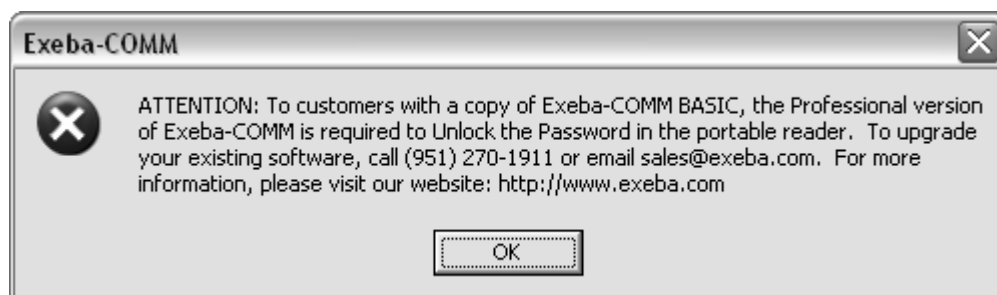 Exeba-COMM
ATTENTION: To customers with a copy of Exeba-COMM BASIC, the Professional version
of Exeba-COMM is required to Unlock the Password in the portable reader.  To upgrade
your existing software, call (951) 270-1911 or email sales@exeba.com.  For more
information, please visit our website: http://www.exeba.com
OK